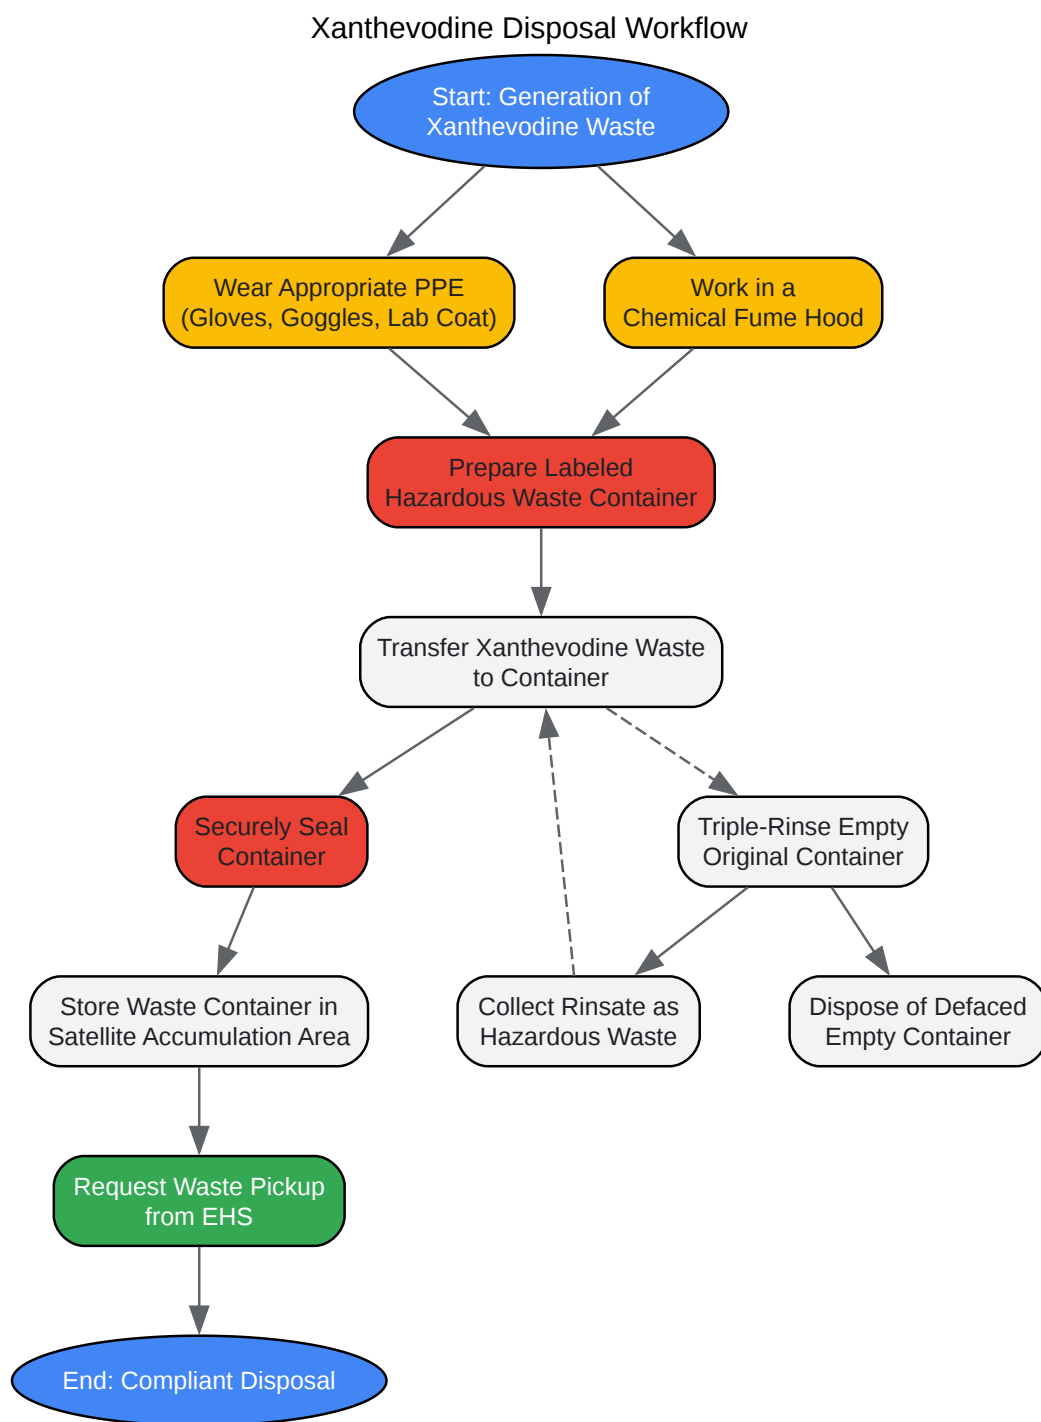 Xanthevodine Disposal Workflow
Start: Generation of
Xanthevodine Waste
Wear Appropriate PPE
(Gloves, Goggles, Lab Coat)
Work in a
Chemical Fume Hood
Prepare Labeled
Hazardous Waste Container
Transfer Xanthevodine Waste
to Container
Securely Seal
Container
Triple-Rinse Empty
Original Container
Store Waste Container in
Satellite Accumulation Area
Collect Rinsate as
Hazardous Waste
Dispose of Defaced
Empty Container
Request Waste Pickup
from EHS
End: Compliant Disposal